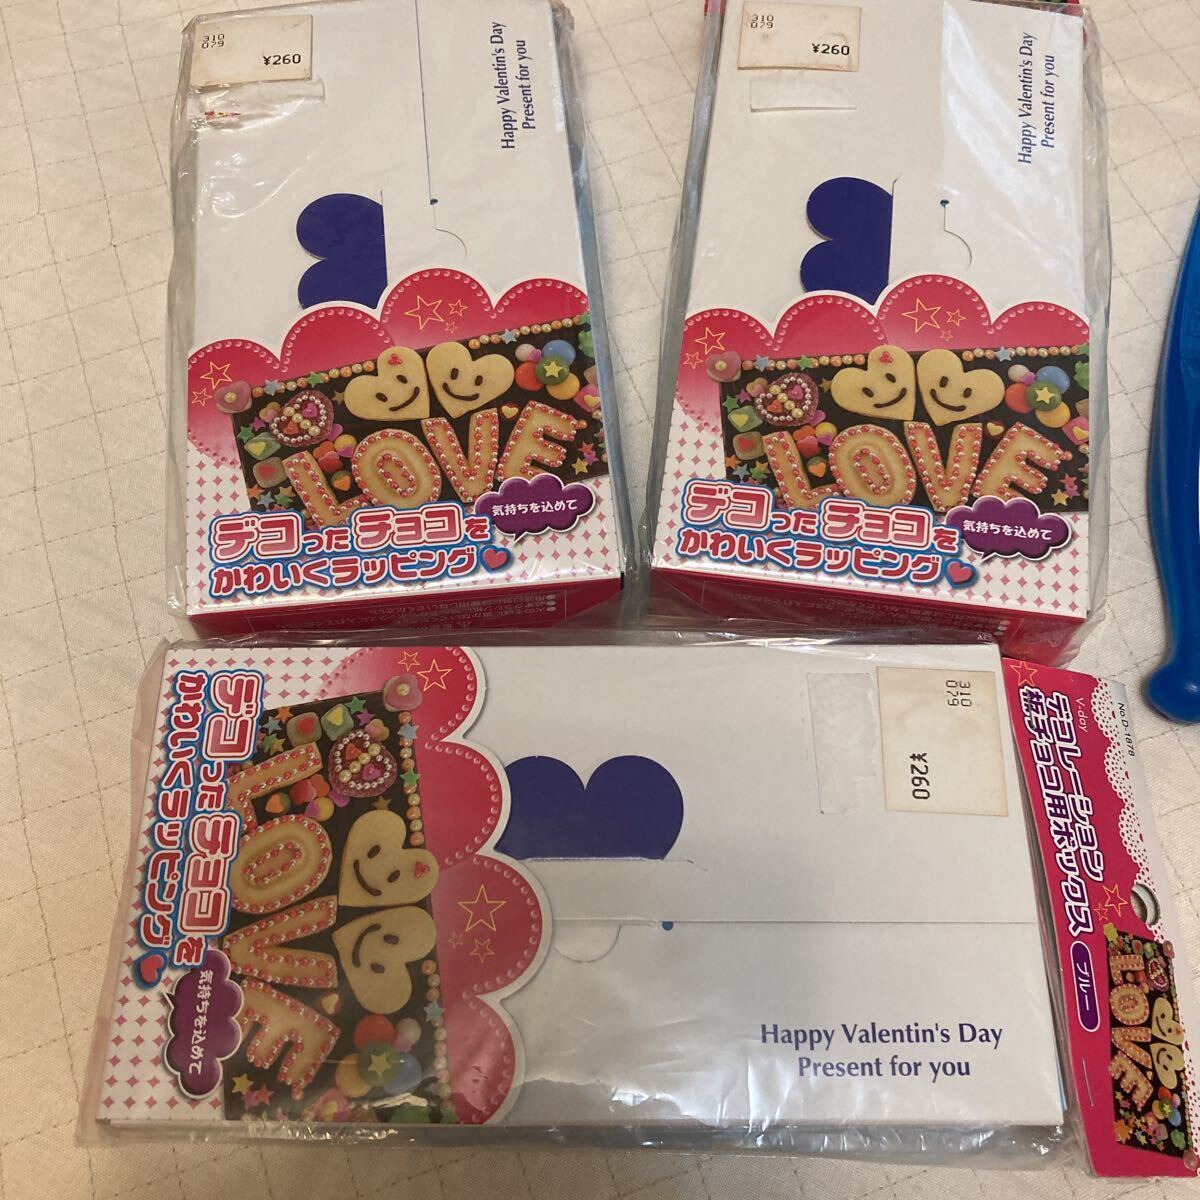 310
079
¥260
Happy Valentin's Day
Present for you
LOVE
気持ちを込めて
デコったチョコを
かわいくラッピング
310
079
¥260
Happy Valentin's Day
Present for you
LOVE
気持ちを込めて
デコったチョコを
かわいくラッピング
デコったチョコを
かわいくラッピング
気持ちを込めて
LOVE
310
079
¥260
Happy Valentin's Day
Present for you
No.D-1878
V-day
デコレーション
板チョコ用ボックス
ブルー
LOVE